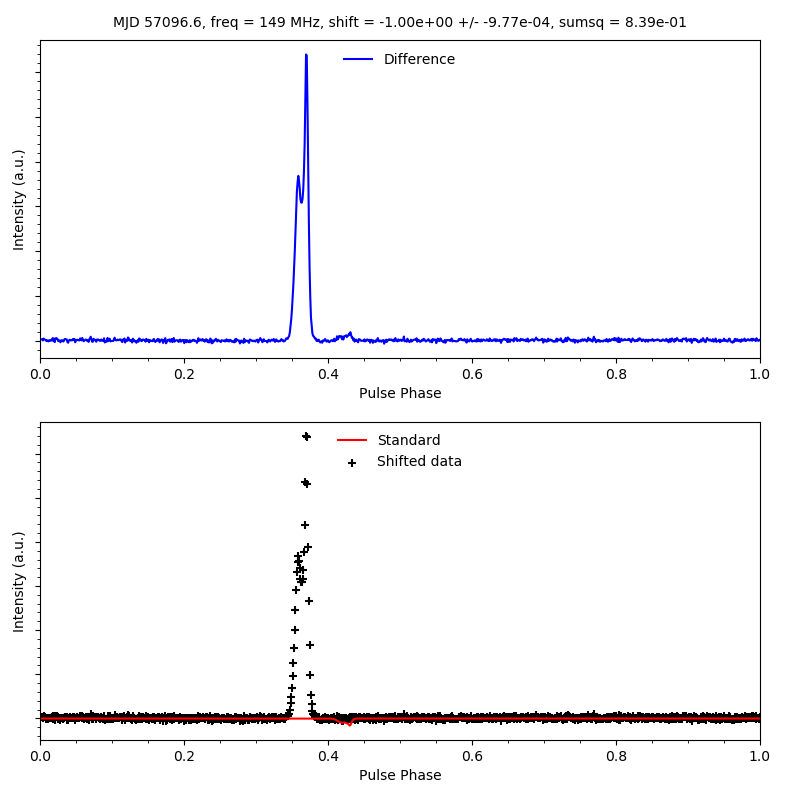 MJD 57096.6, freq = 149 MHz, shift = -1.00e+00 +/- -9.77e-04, sumsq = 8.39e-01
Difference
Intensity (a.u.)
0.0 0.2 0.4 0.6 0.8 1.0
Pulse Phase
Standard
Shifted data
Intensity (a.u.)
0.0 0.2 0.4 0.6 0.8 1.0
Pulse Phase